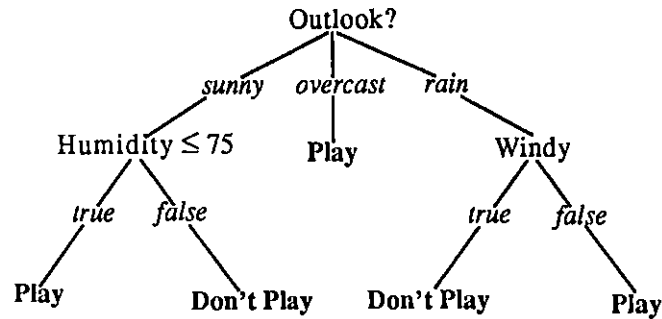 Outlook?
sunny overcast rain
Humidity ≤ 75 Play Windy
true false true false
Play Don't Play Don't Play Play